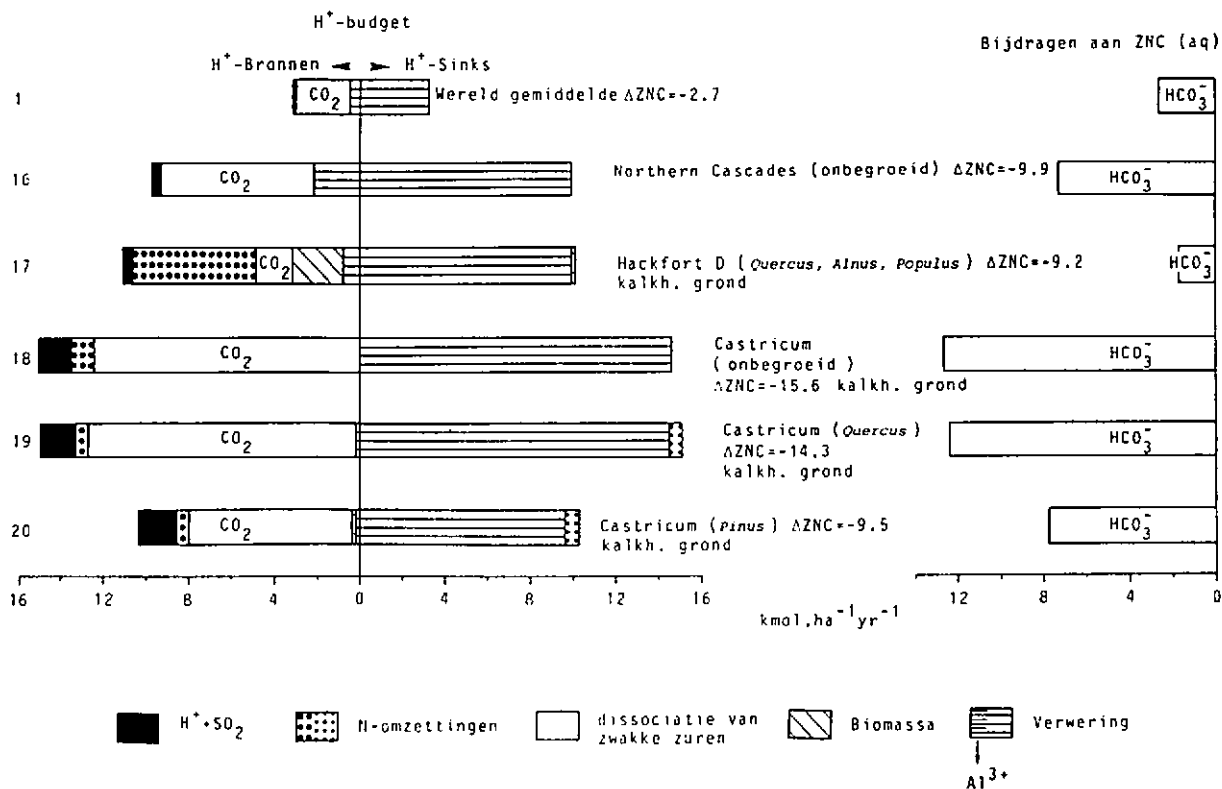 H⁺-budget
H⁺-Bronnen H⁺-Sinks
Bijdragen aan ZNC (aq)
1 CO₂ Wereld gemiddelde ΔZNC=-2.7 HCO₃⁻
16 CO₂ Northern Cascades (onbegroeid) ΔZNC=-9.9 HCO₃⁻
17 CO₂ Hackfort D (Quercus, Alnus, Populus) ΔZNC=-9.2 HCO₃⁻
kalkh. grond
18 CO₂ Castricum HCO₃⁻
(onbegroeid)
ΔZNC=-15.6 kalkh. grond
19 CO₂ Castricum (Quercus) HCO₃⁻
ΔZNC=-14.3
kalkh. grond
20 CO₂ Castricum (Pinus) ΔZNC=-9.5 HCO₃⁻
kalkh. grond
16 12 8 4 0 4 8 12 16 12 8 4 0
kmol.ha⁻¹yr⁻¹
H⁺+SO₂ N-omzettingen dissociatie van Biomassa Verwering
zwakke zuren
Al³⁺